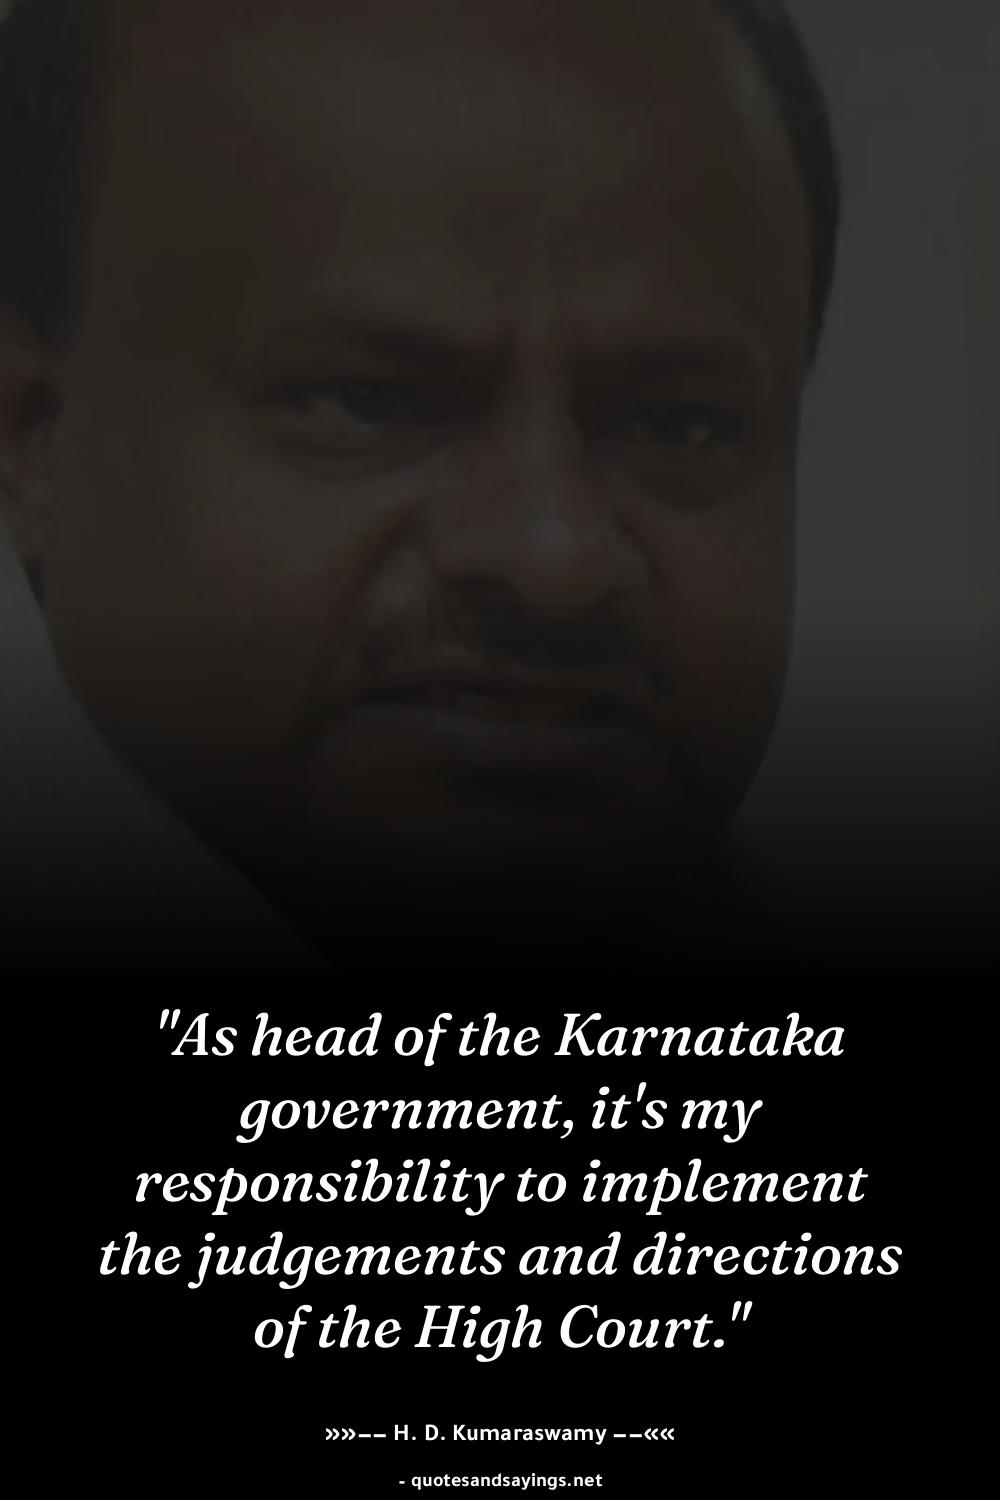 "As head of the Karnataka
government, it's my
responsibility to implement
the judgements and directions
of the High Court."
»»−− H. D. Kumaraswamy −−««
- quotesandsayings.net